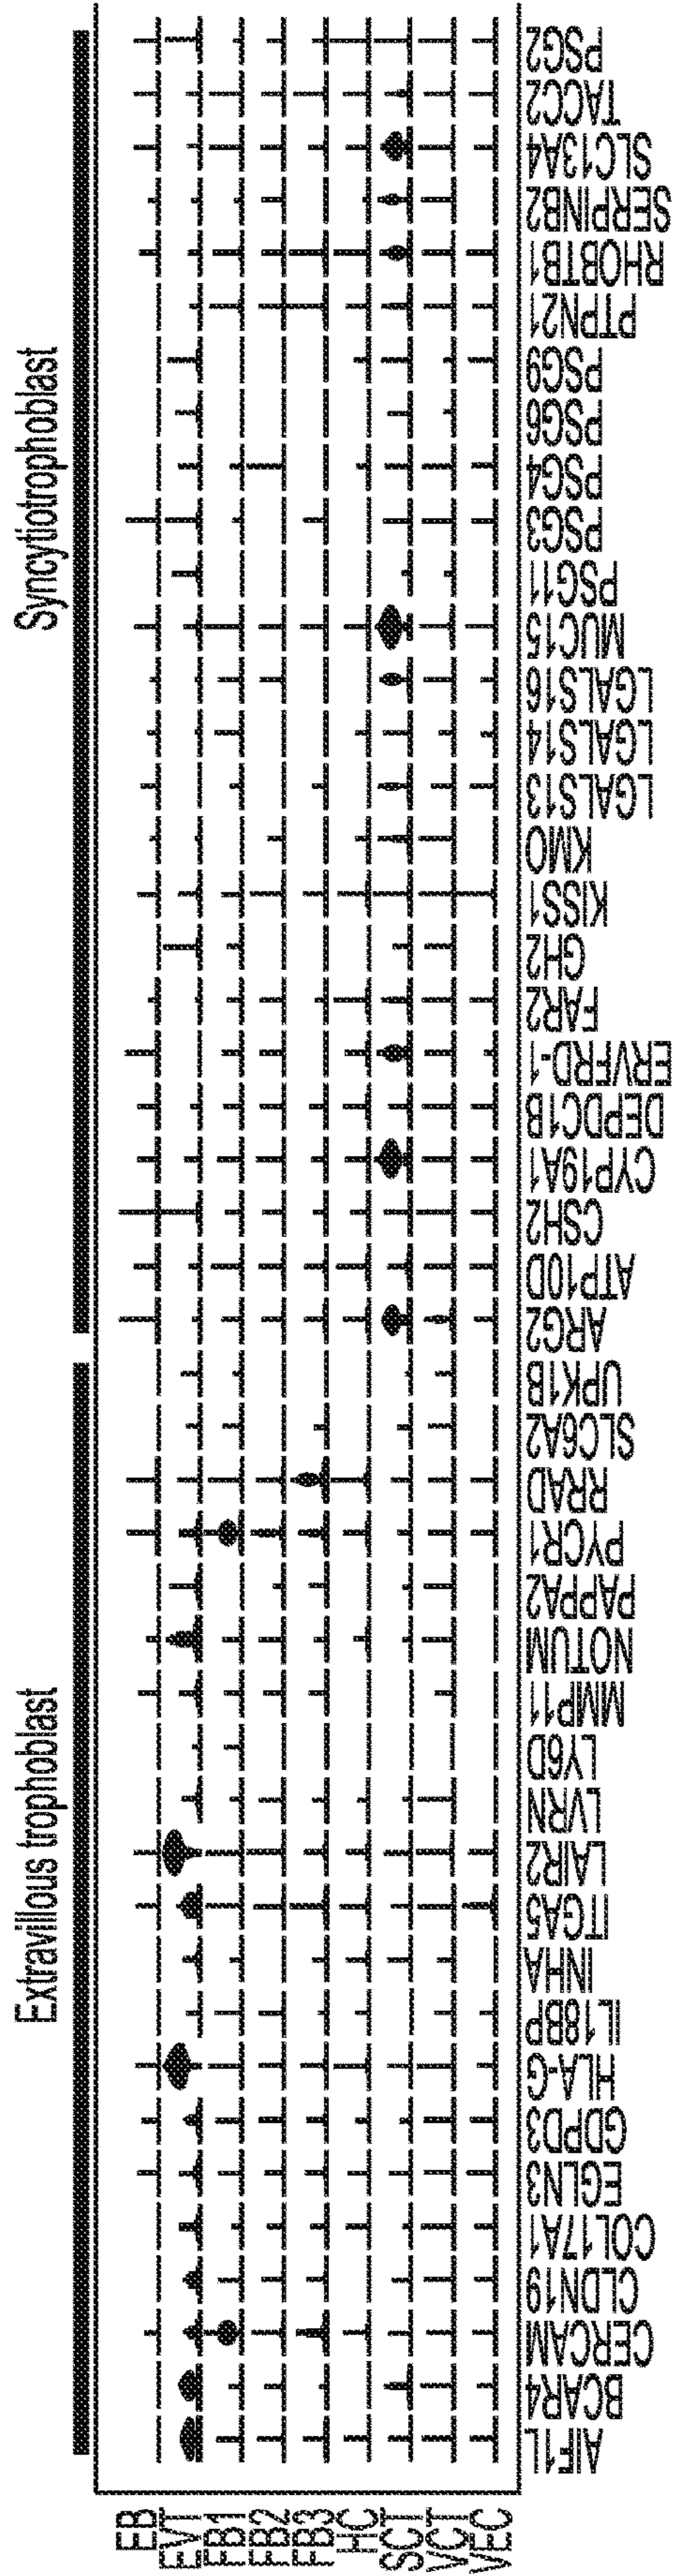 Extravillous trophoblast
Syncytiotrophoblast
EB
EVT
FB1
FB2
FB3
HC
SCT
VCT
VEC
AIF1L
BCAR4
CERCAM
CLDN19
COL17A1
EGLN3
GDPD3
HLA-G
IL18BP
INHA
ITGA5
LAIR2
LVRN
LY6D
MMP11
NOTUM
PAPPA2
PYCR1
RRAD
SLC6A2
UPK1B
ARG2
ATP10D
CSH2
CYP19A1
DEPDC1B
ERVFRD-1
FAR2
GH2
KISS1
KMO
LGALS13
LGALS14
LGALS16
MUC15
PSG11
PSG3
PSG4
PSG6
PSG9
PTPN21
RHOBTB1
SERPINB2
SLC13A4
TACC2
PSG2